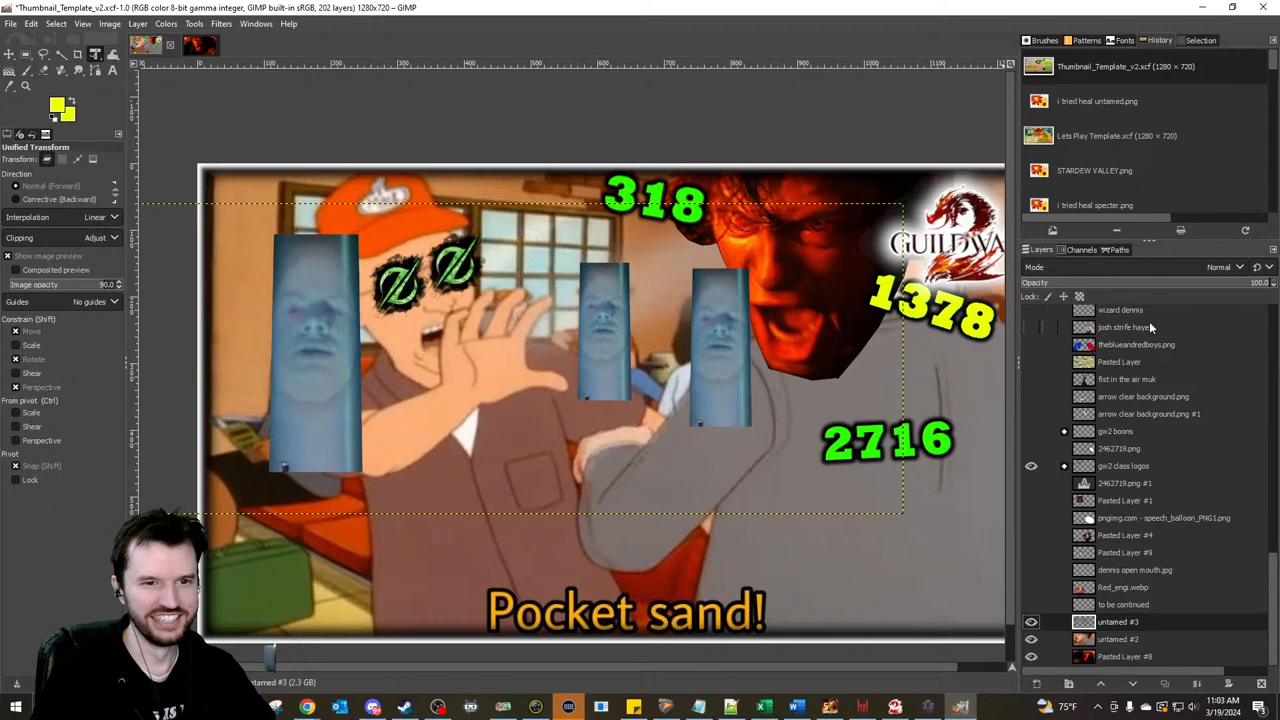 *Thumbnail_Template_v2.xcf-1.0 (RGB color 8-bit gamma integer, GIMP built-in sRGB, 202 layers) 1280x720 – GIMP
File Edit Select View Image Layer Colors Tools Filters Windows Help
Brushes Patterns Fonts History Selection
Thumbnail_Template_v2.xcf (1280 × 720)
i tried heal untamed.png
Lets Play Template.xcf (1280 × 720)
STARDEW VALLEY.png
i tried heal specter.png
Unified Transform
Transform:
Direction
Normal (Forward)
Corrective (Backward)
Interpolation Linear
Clipping Adjust
Show image preview
Composited preview
Image opacity 90.0
Guides No guides
Constrain (Shift)
Move
Scale
Rotate
Shear
Perspective
From pivot (Ctrl)
Scale
Shear
Perspective
Pivot
Snap (Shift)
Lock
318
GUILDWA
1378
2716
Pocket sand!
Layers Channels Paths
Mode Normal
Opacity 100.0
Lock:
wizard dennis
josh strife haye
theblueandredboys.png
Pasted Layer
fist in the air muk
arrow clear background.png
arrow clear background.png #1
gw2 boons
2462719.png
gw2 class logos
2462719.png #1
Pasted Layer #1
pngimg.com - speech_balloon_PNG1.png
Pasted Layer #4
Pasted Layer #9
dennis open mouth.jpg
Red_engi.webp
to be continued
untamed #3
untamed #2
Pasted Layer #8
untamed #3 (2.3 GB)
75°F
11:03 AM
3/19/2024